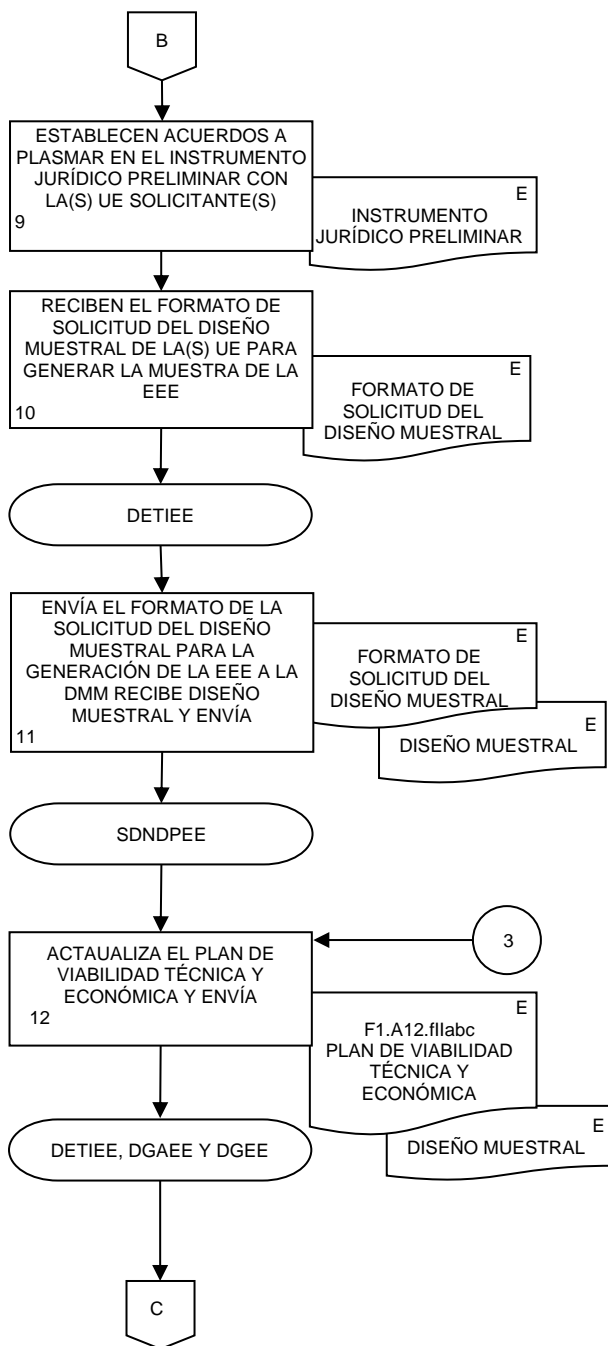 B
ESTABLECEN ACUERDOS A
PLASMAR EN EL INSTRUMENTO
JURÍDICO PRELIMINAR CON
LA(S) UE SOLICITANTE(S)
9
E
INSTRUMENTO
JURÍDICO PRELIMINAR
RECIBEN EL FORMATO DE
SOLICITUD DEL DISEÑO
MUESTRAL DE LA(S) UE PARA
GENERAR LA MUESTRA DE LA
EEE
10
E
FORMATO DE
SOLICITUD DEL
DISEÑO MUESTRAL
DETIEE
ENVÍA EL FORMATO DE LA
SOLICITUD DEL DISEÑO
MUESTRAL PARA LA
GENERACIÓN DE LA EEE A LA
DMM RECIBE DISEÑO
MUESTRAL Y ENVÍA
11
E
FORMATO DE
SOLICITUD DEL
DISEÑO MUESTRAL
E
DISEÑO MUESTRAL
SDNDPEE
3
ACTAUALIZA EL PLAN DE
VIABILIDAD TÉCNICA Y
ECONÓMICA Y ENVÍA
12
E
F1.A12.fIIabc
PLAN DE VIABILIDAD
TÉCNICA Y
ECONÓMICA
E
DISEÑO MUESTRAL
DETIEE, DGAEE Y DGEE
C